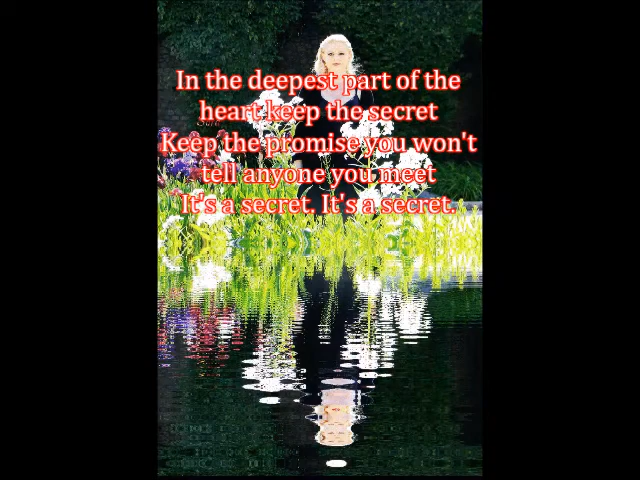 In the deepest part of the
heart keep the secret
Keep the promise you won't
tell anyone you meet
It's a secret. It's a secret.